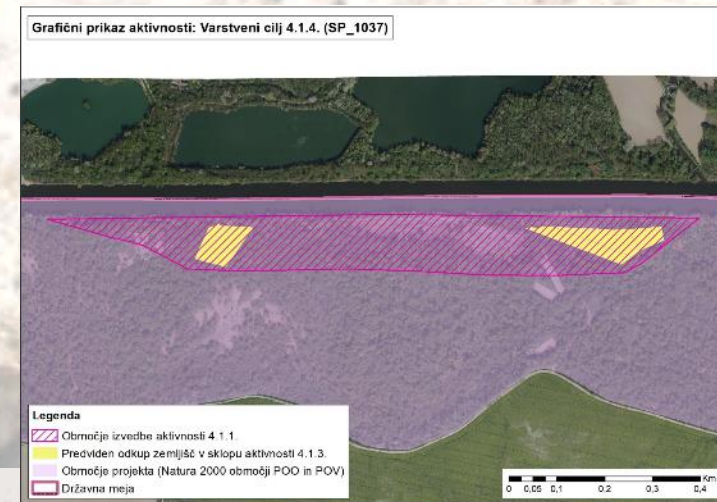 Grafični prikaz aktivnosti: Varstveni cilj 4.1.4. (SP_1037)
Legenda
Območje izvedbe aktivnosti 4.1.1.
Predviden odkup zemljišč v sklopu aktivnosti 4.1.3.
Območje projekta (Natura 2000 območji POO in POV)
Državna meja
Km
0 0,05 0,1 0,2 0,3 0,4